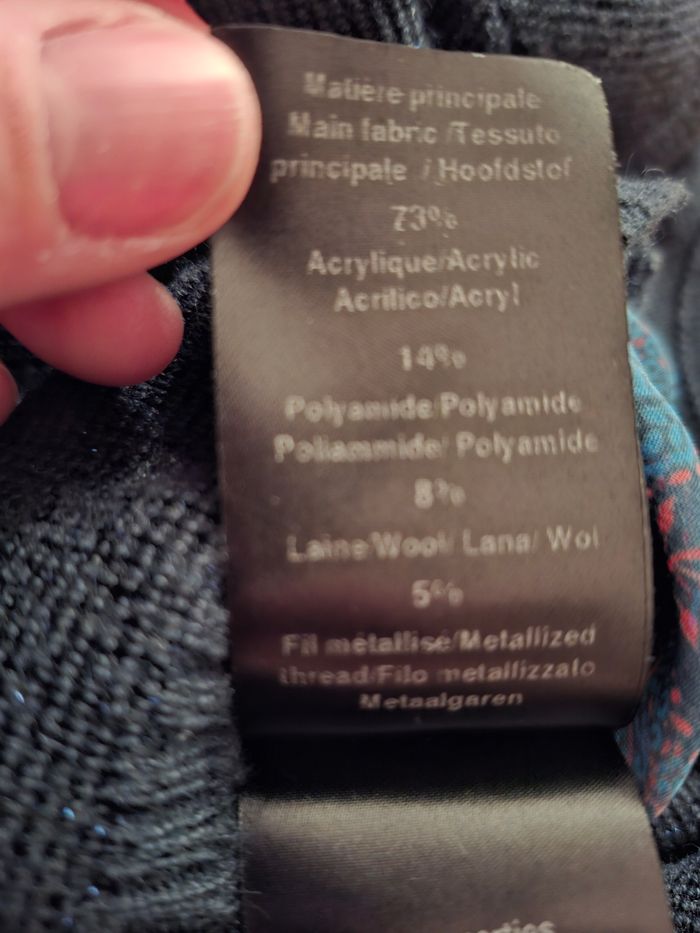 Matière principale
Main fabric /Tessuto
principale / Hoofdstof
73%
Acrylique/Acrylic
Acrilico/Acryl
14%
Polyamide/Polyamide
Poliammide/ Polyamide
8%
Laine/Wool/ Lana/ Wol
5%
Fil métallisé/Metallized
thread/Filo metallizzato
Metaalgaren